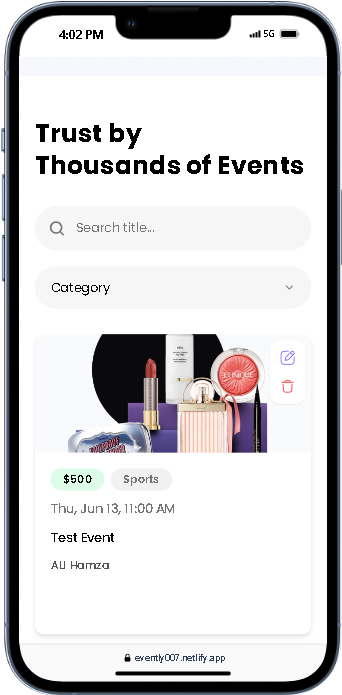 4:02 PM
5G
Trust by
Thousands of Events
Search title...
Category
CLINIQUE
$500
Sports
Thu, Jun 13, 11:00 AM
Test Event
Ali Hamza
evently007.netlify.app